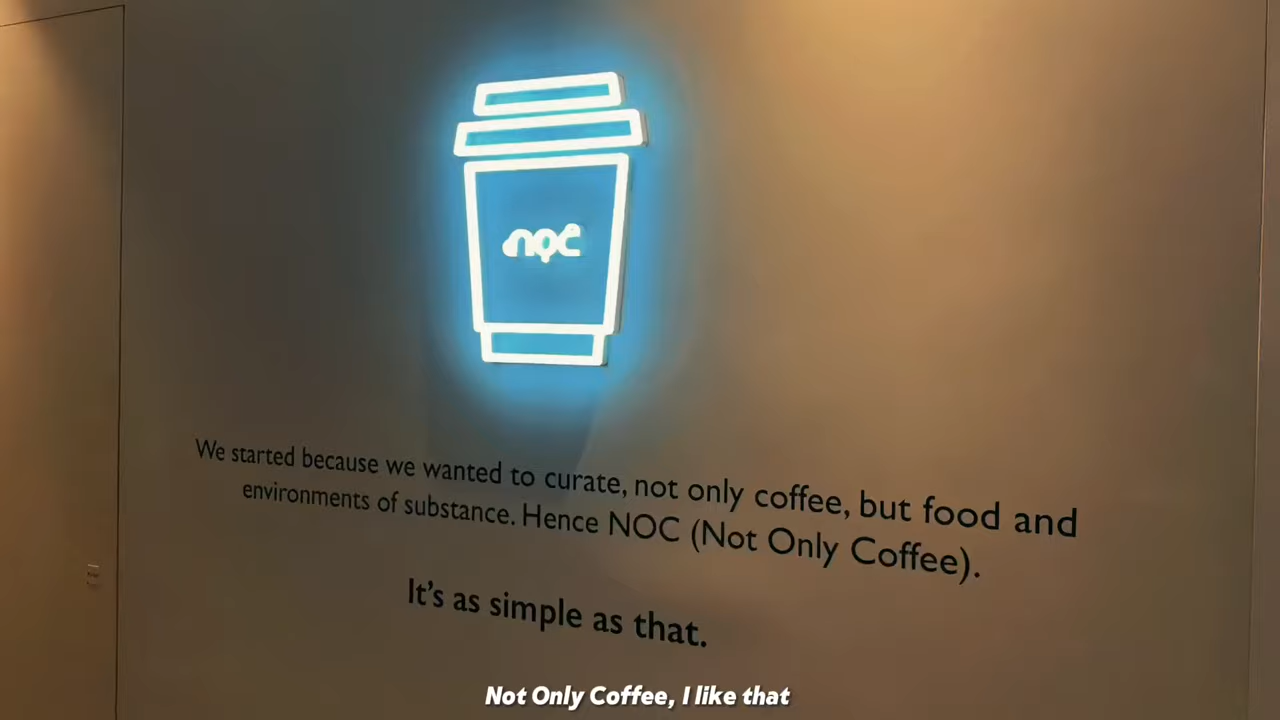 noc
We started because we wanted to curate, not only coffee, but food and
environments of substance. Hence NOC (Not Only Coffee).
It's as simple as that.
Not Only Coffee, I like that